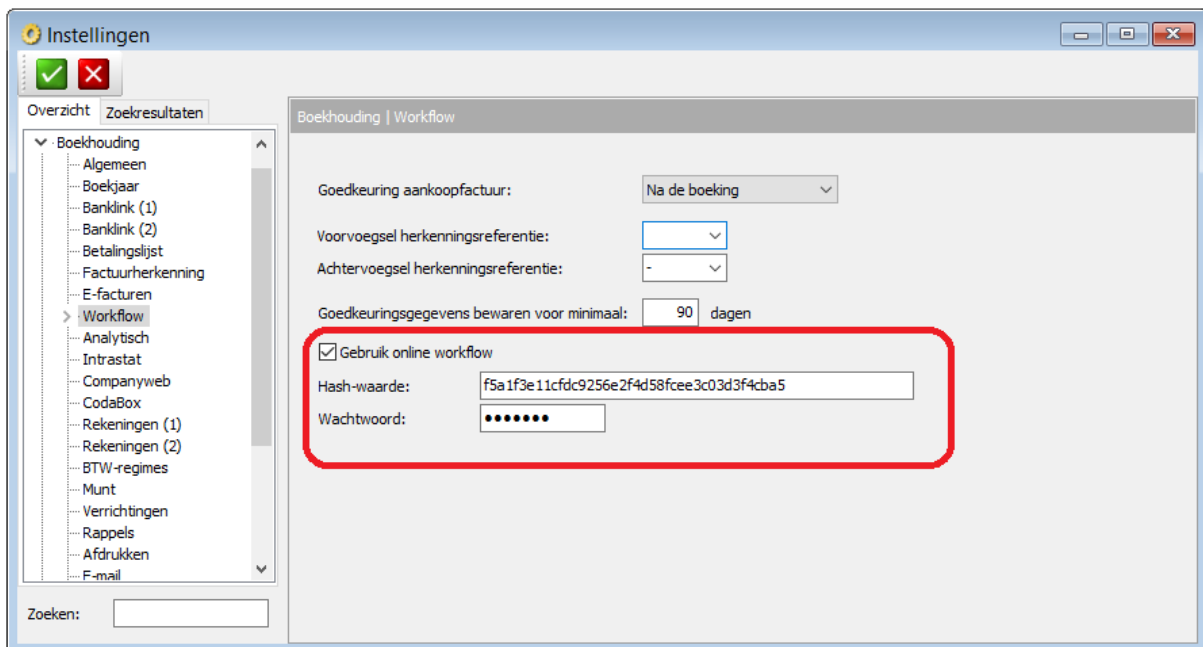 Instellingen
Overzicht Zoekresultaten
Boekhouding
Algemeen
Boekjaar
Banklink (1)
Banklink (2)
Betalingslijst
Factuurherkenning
E-facturen
Workflow
Analytisch
Intrastat
Companyweb
CodaBox
Rekeningen (1)
Rekeningen (2)
BTW-regimes
Munt
Verrichtingen
Rappels
Afdrukken
E-mail
Zoeken:
Boekhouding | Workflow
Goedkeuring aankoopfactuur: Na de boeking
Voorvoegsel herkenningsreferentie:
Achtervoegsel herkenningsreferentie: -
Goedkeuringsgegevens bewaren voor minimaal: 90 dagen
Gebruik online workflow
Hash-waarde: f5a1f3e11cfdc9256e2f4d58fcee3c03d3f4cba5
Wachtwoord: •••••••